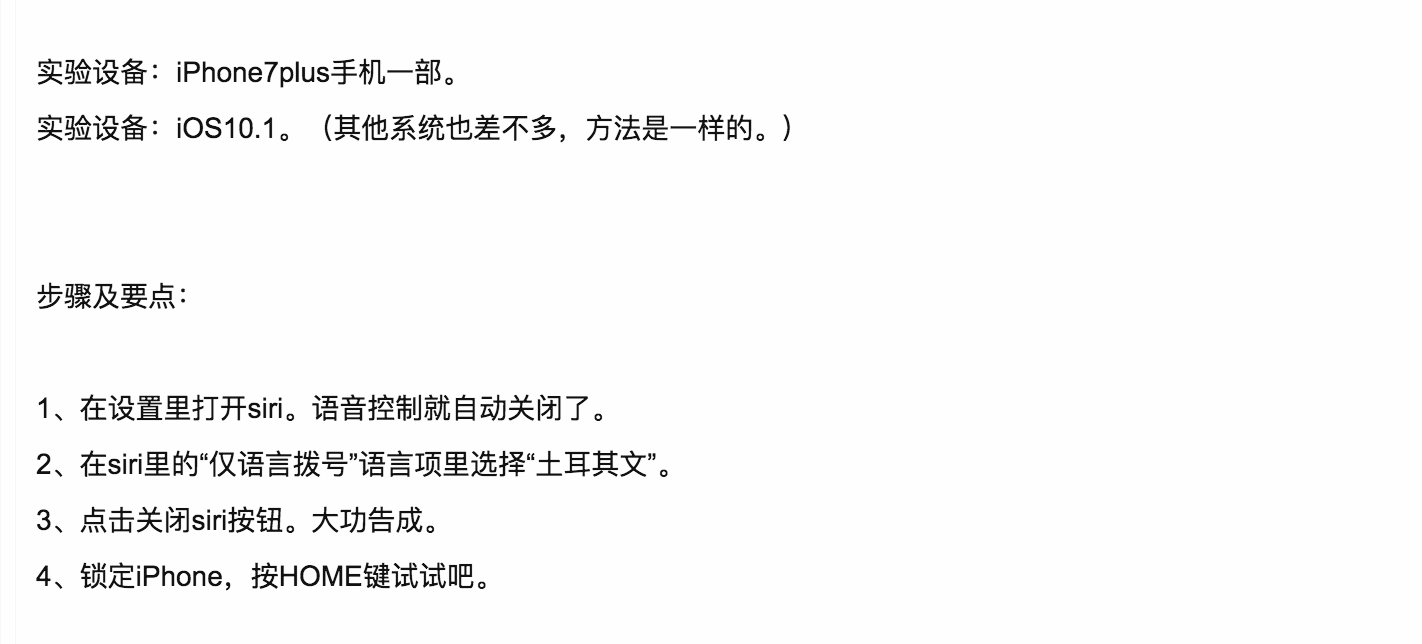 实验设备：iPhone7plus手机一部。
实验设备：iOS10.1。（其他系统也差不多，方法是一样的。）
步骤及要点：
1、在设置里打开siri。语音控制就自动关闭了。
2、在siri里的“仅语言拨号”语言项里选择“土耳其文”。
3、点击关闭siri按钮。大功告成。
4、锁定iPhone，按HOME键试试吧。